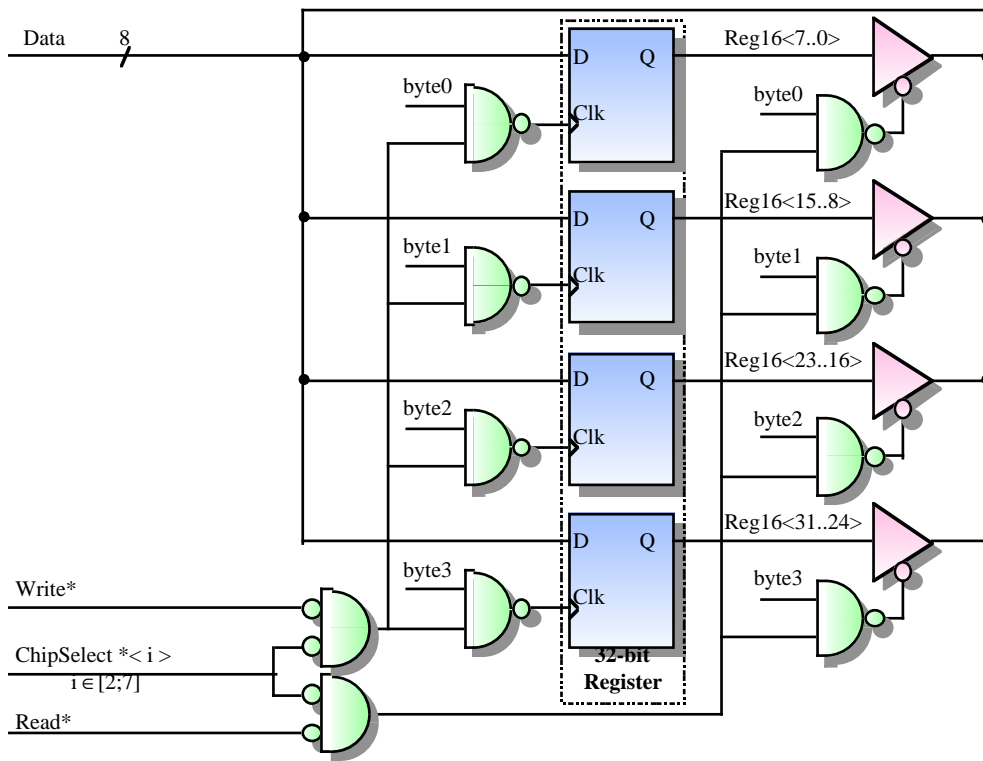 Data 8
Reg16<7..0>
D Q
byte0
Clk
byte0
Reg16<15..8>
D Q
byte1
Clk
byte1
Reg16<23..16>
D Q
byte2
Clk
byte2
Reg16<31..24>
D Q
byte3
Clk
byte3
Write*
ChipSelect *< i >
i ∈ [2;7]
Read*
32-bit
Register